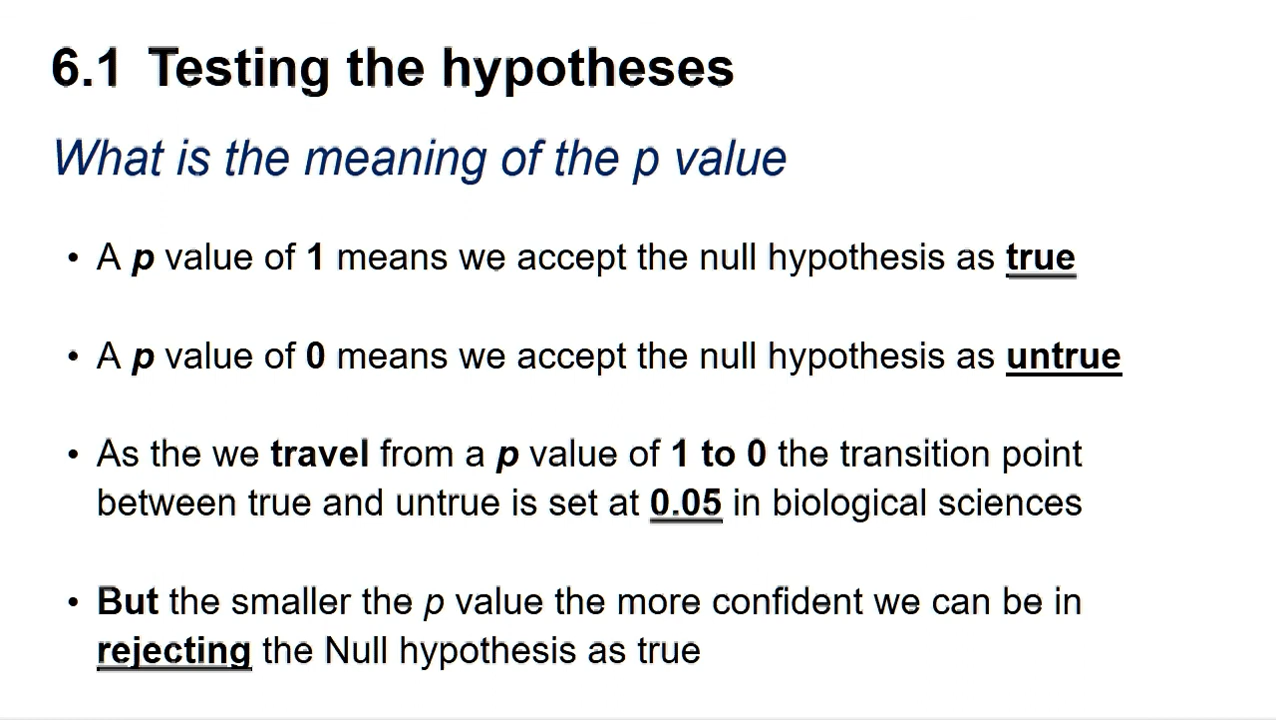 6.1 Testing the hypotheses
What is the meaning of the p value
• A p value of 1 means we accept the null hypothesis as true
• A p value of 0 means we accept the null hypothesis as untrue
• As the we travel from a p value of 1 to 0 the transition point
between true and untrue is set at 0.05 in biological sciences
• But the smaller the p value the more confident we can be in
rejecting the Null hypothesis as true